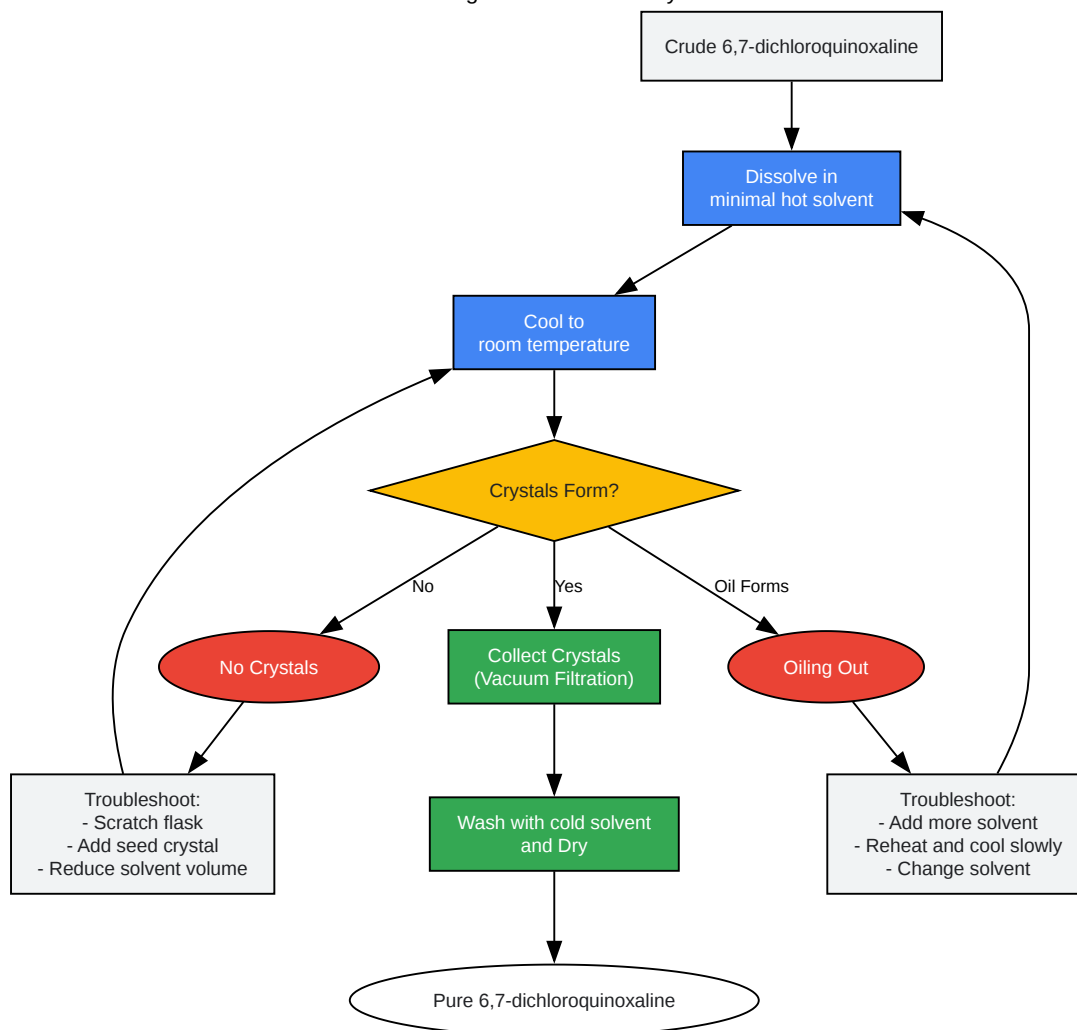 Crude 6,7-dichloroquinoxaline
Dissolve in
minimal hot solvent
Cool to
room temperature
Crystals Form?
No
Yes
Oil Forms
No Crystals
Collect Crystals
(Vacuum Filtration)
Oiling Out
Troubleshoot:
- Scratch flask
- Add seed crystal
- Reduce solvent volume
Wash with cold solvent
and Dry
Troubleshoot:
- Add more solvent
- Reheat and cool slowly
- Change solvent
Pure 6,7-dichloroquinoxaline